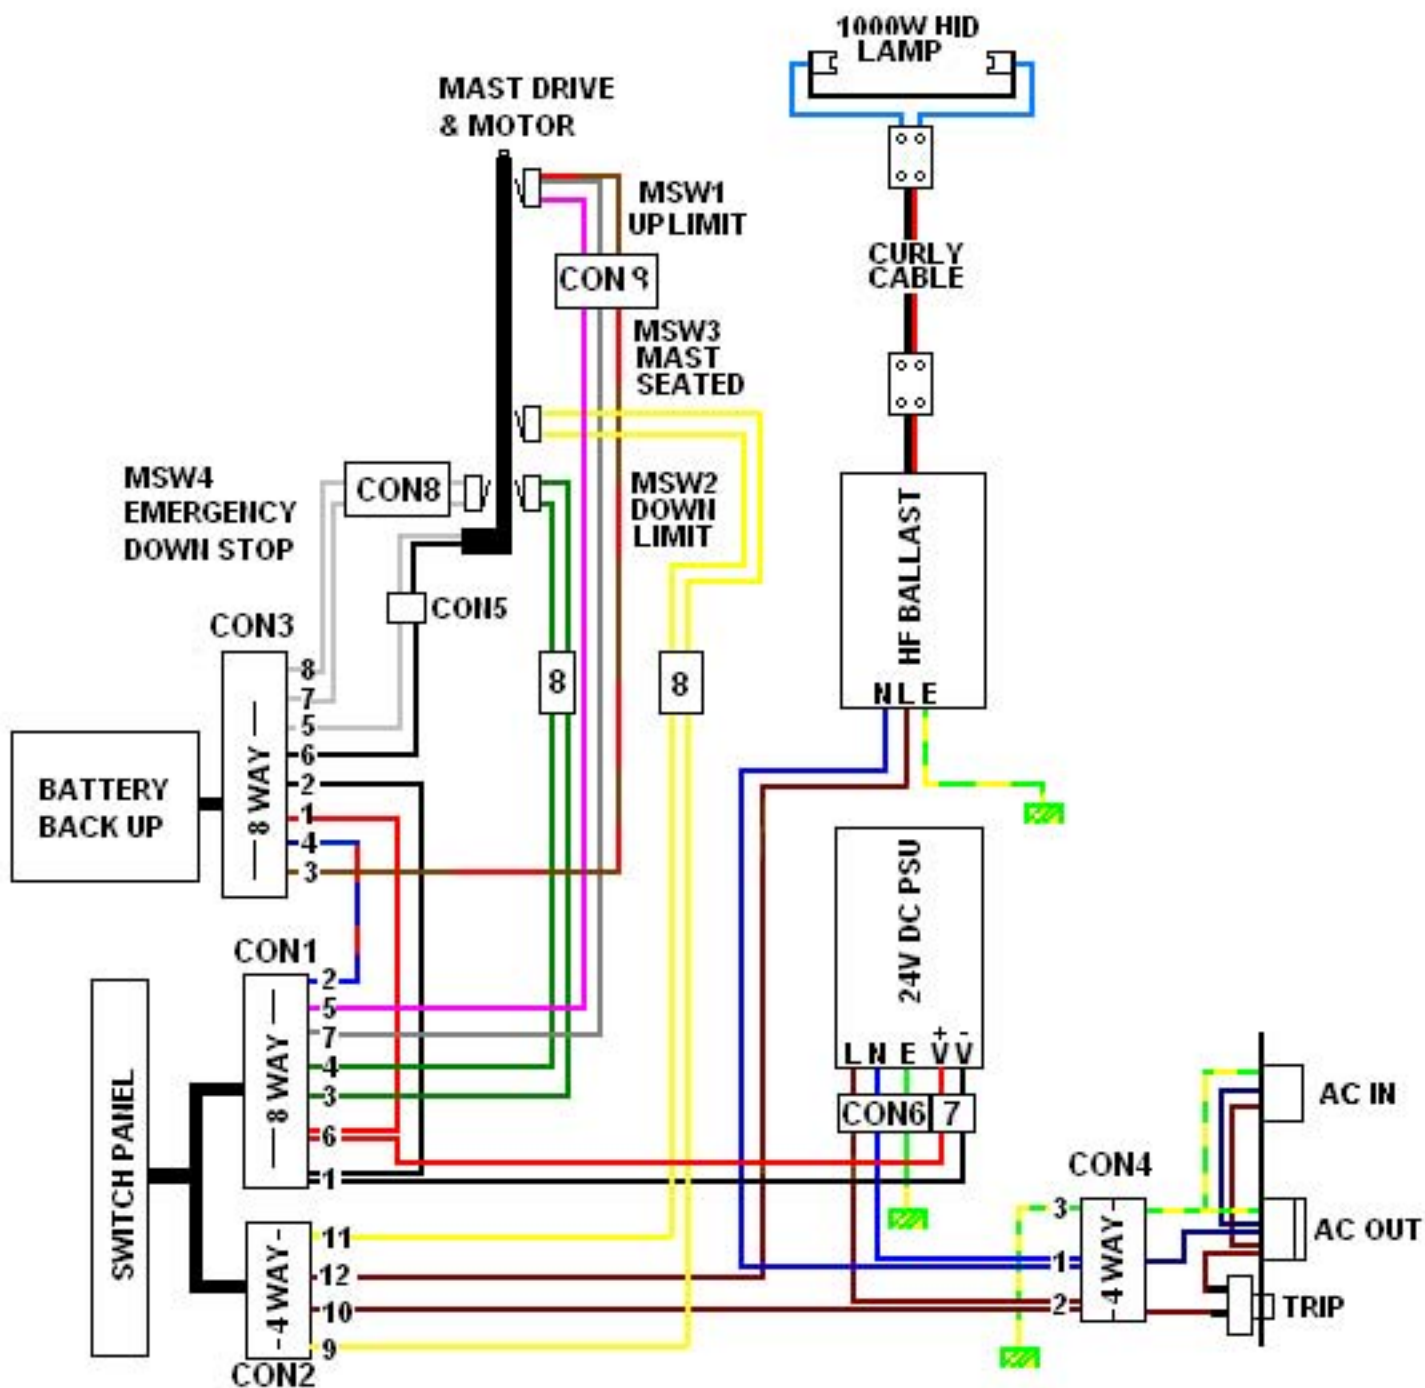 1000W HID
LAMP
MAST DRIVE
& MOTOR
MSW1
UPLIMIT
CURLY
CABLE
CON 9
MSW3
MAST
SEATED
MSW4
EMERGENCY
DOWN STOP
CON8
MSW2
DOWN
LIMIT
HF BALLAST
N L E
CON5
CON3
8 WAY
8
7
5
6
2
1
4
3
8
8
BATTERY
BACK UP
24V DC PSU
+ -
L N E V V
CON6
7
CON1
8 WAY
2
5
7
4
3
6
1
SWITCH PANEL
4 WAY
11
12
10
9
CON2
CON4
4 WAY
3
1
2
AC IN
AC OUT
TRIP